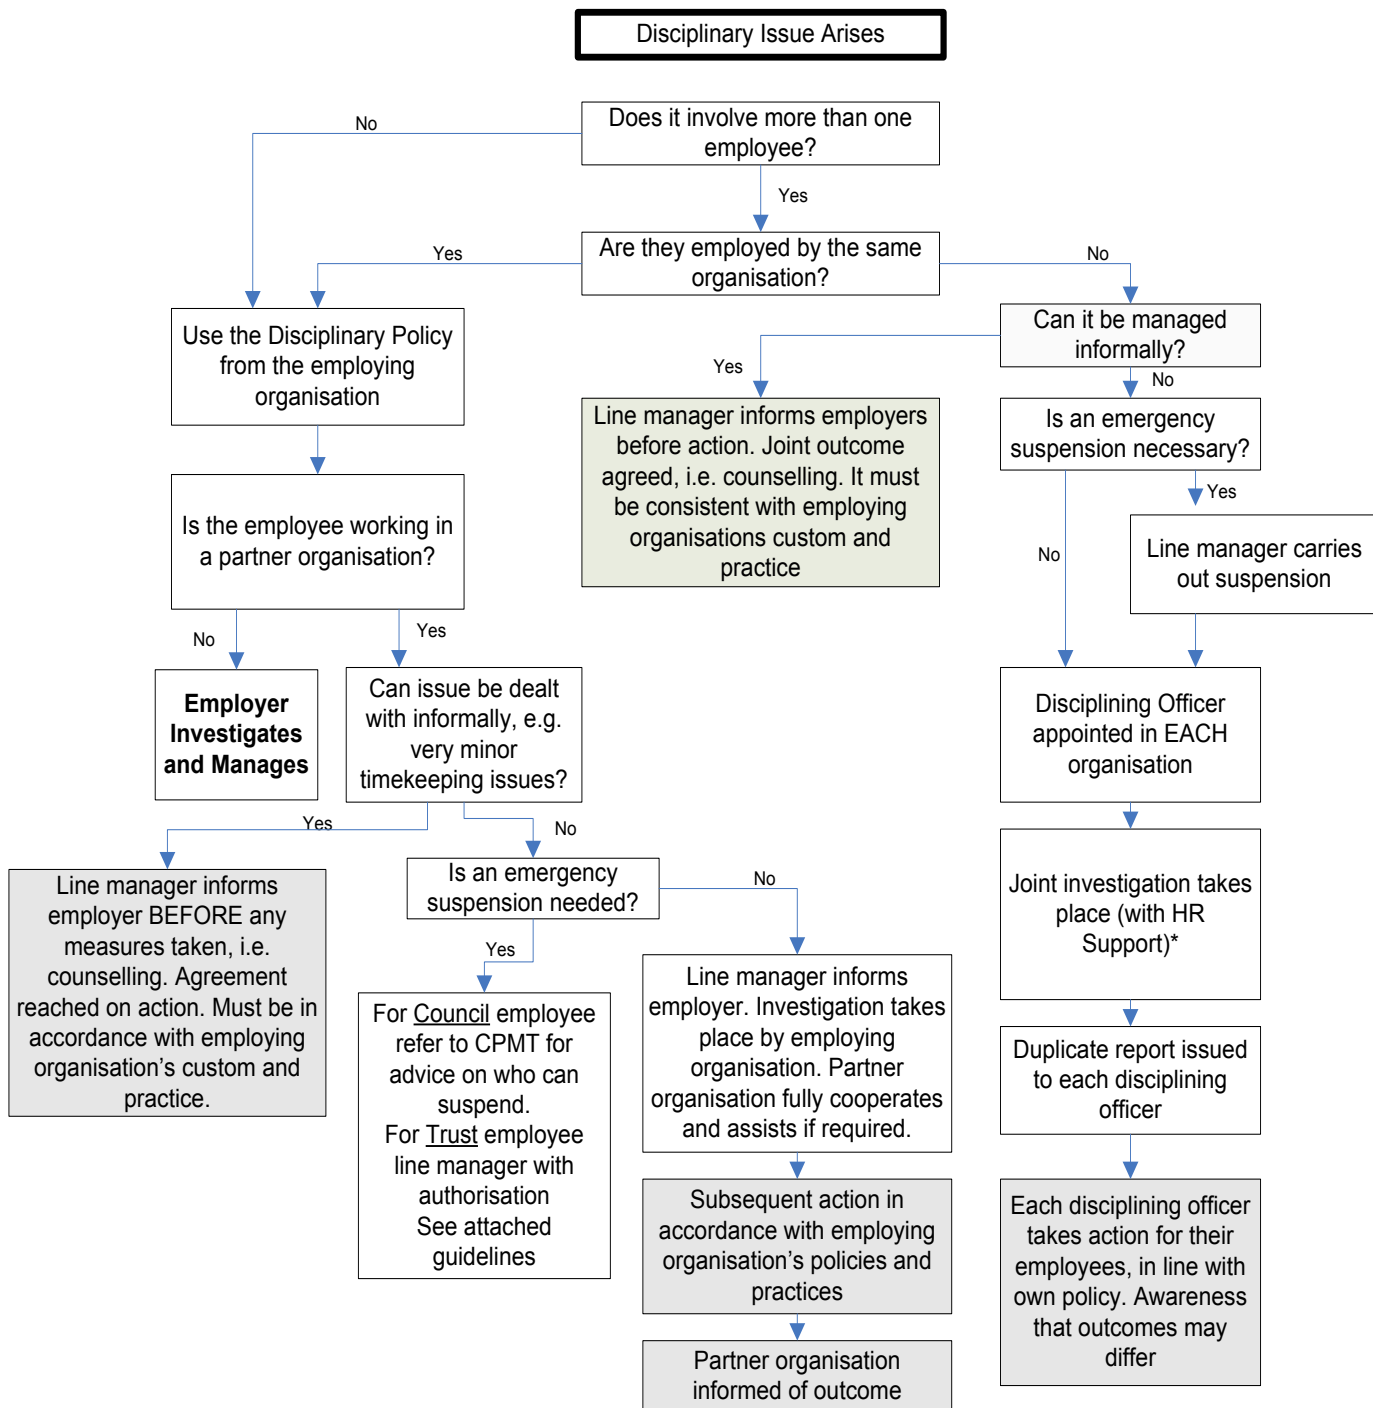 Disciplinary Issue Arises
No
Does it involve more than one
employee?
Yes
Yes
Are they employed by the same
organisation?
No
Use the Disciplinary Policy
from the employing
organisation
Can it be managed
informally?
Yes
No
Line manager informs employers
before action. Joint outcome
agreed, i.e. counselling. It must
be consistent with employing
organisations custom and
practice
Is an emergency
suspension necessary?
Yes
No
Line manager carries
out suspension
Is the employee working in
a partner organisation?
No
Yes
Employer
Investigates
and Manages
Can issue be dealt
with informally, e.g.
very minor
timekeeping issues?
Disciplining Officer
appointed in EACH
organisation
Yes
No
Line manager informs
employer BEFORE any
measures taken, i.e.
counselling. Agreement
reached on action. Must be in
accordance with employing
organisation's custom and
practice.
Is an emergency
suspension needed?
No
Yes
Joint investigation takes
place (with HR
Support)*
For Council employee
refer to CPMT for
advice on who can
suspend.
For Trust employee
line manager with
authorisation
See attached
guidelines
Line manager informs
employer. Investigation takes
place by employing
organisation. Partner
organisation fully cooperates
and assists if required.
Duplicate report issued
to each disciplining
officer
Subsequent action in
accordance with employing
organisation's policies and
practices
Each disciplining officer
takes action for their
employees, in line with
own policy. Awareness
that outcomes may
differ
Partner organisation
informed of outcome